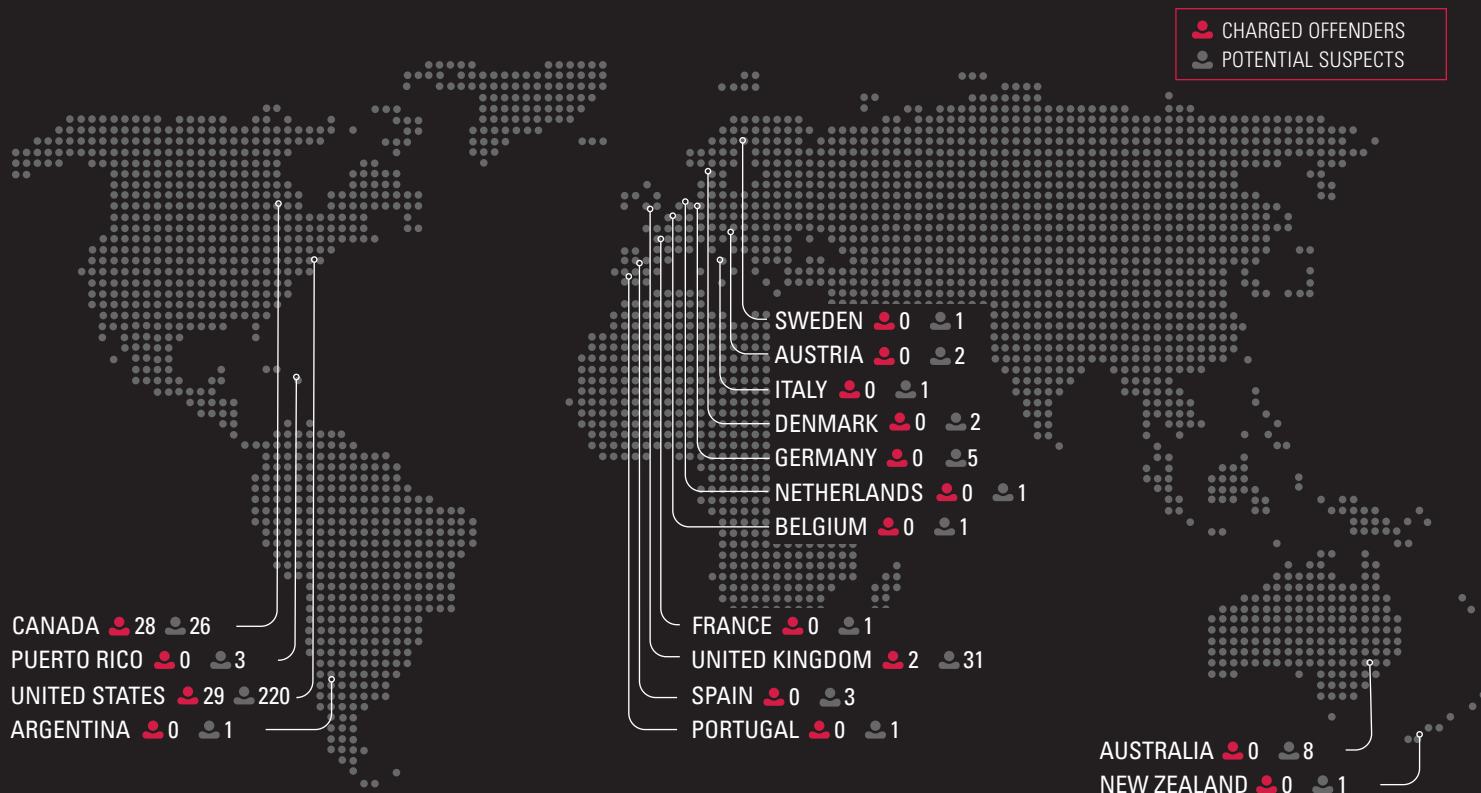 CHARGED OFFENDERS
POTENTIAL SUSPECTS
SWEDEN 0 1
AUSTRIA 0 2
ITALY 0 1
DENMARK 0 2
GERMANY 0 5
NETHERLANDS 0 1
BELGIUM 0 1
CANADA 28 26
PUERTO RICO 0 3
UNITED STATES 29 220
ARGENTINA 0 1
FRANCE 0 1
UNITED KINGDOM 2 31
SPAIN 0 3
PORTUGAL 0 1
AUSTRALIA 0 8
NEW ZEALAND 0 1